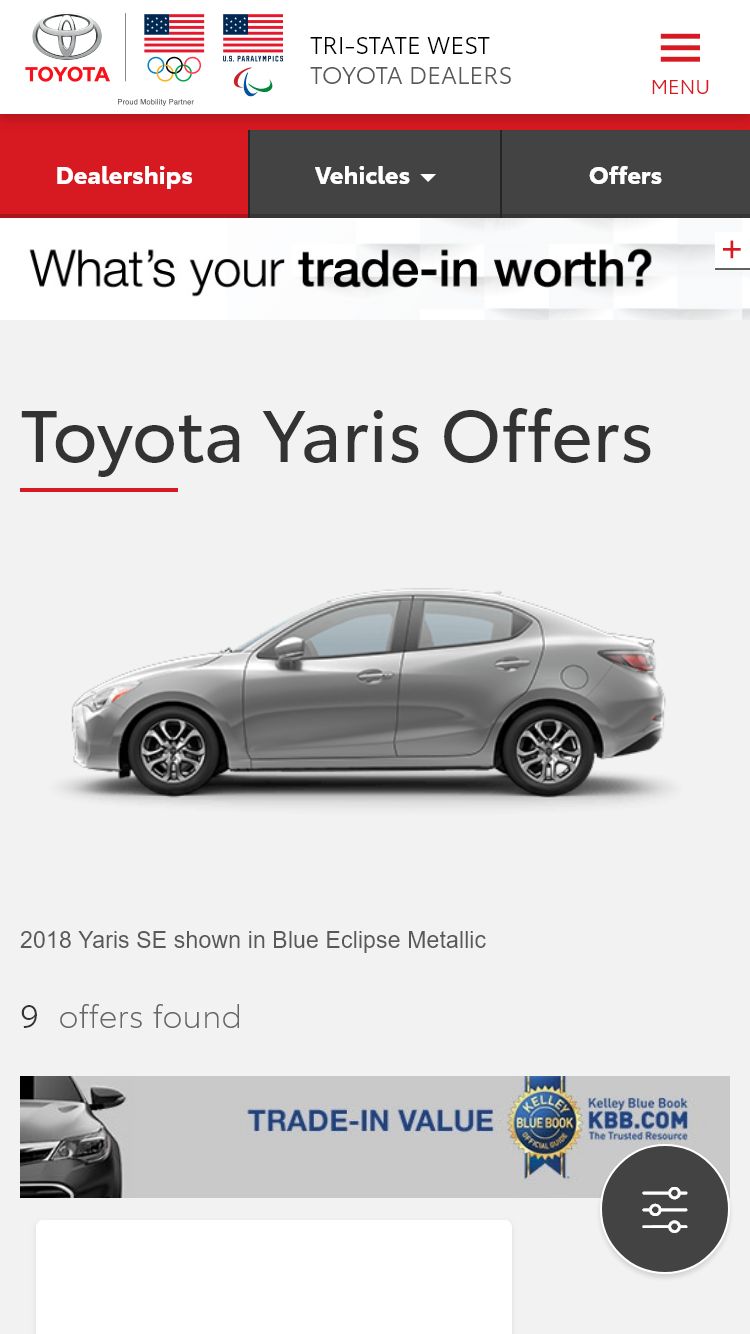 TOYOTA
U.S. PARALYMPICS
Proud Mobility Partner
TRI-STATE WEST
TOYOTA DEALERS
MENU
Dealerships
Vehicles
Offers
What's your trade-in worth?
+
Toyota Yaris Offers
2018 Yaris SE shown in Blue Eclipse Metallic
9 offers found
TRADE-IN VALUE
KELLEY
BLUE BOOK
OFFICIAL GUIDE
Kelley Blue Book
KBB.COM
The Trusted Resource